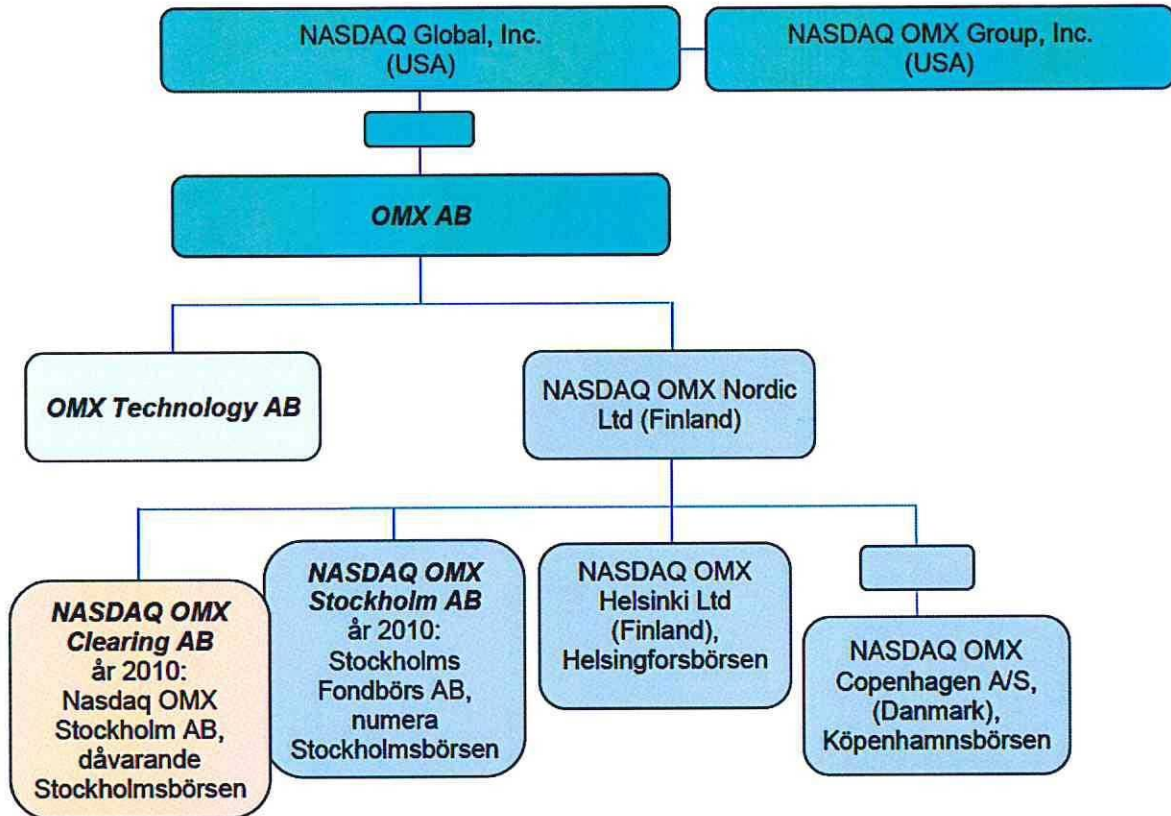 NASDAQ Global, Inc.
(USA)
NASDAQ OMX Group, Inc.
(USA)
OMX AB
OMX Technology AB
NASDAQ OMX Nordic
Ltd (Finland)
NASDAQ OMX
Clearing AB
år 2010:
Nasdaq OMX
Stockholm AB,
dåvarande
Stockholmsbörsen
NASDAQ OMX
Stockholm AB
år 2010:
Stockholms
Fondbörs AB,
numera
Stockholmsbörsen
NASDAQ OMX
Helsinki Ltd
(Finland),
Helsingforsbörsen
NASDAQ OMX
Copenhagen A/S,
(Danmark),
Köpenhamnsbörsen